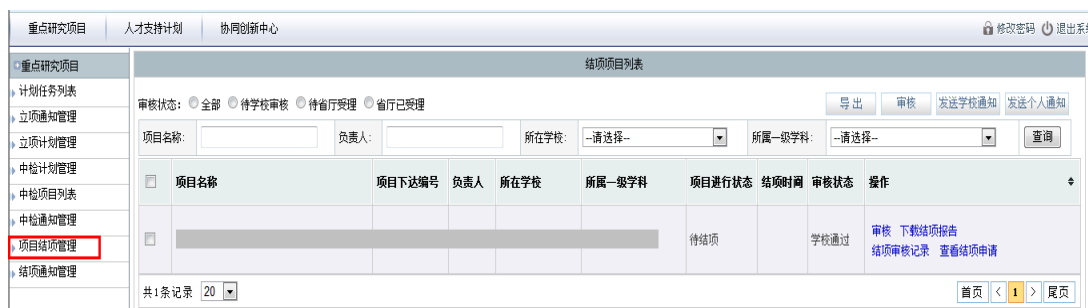 重点研究项目 人才支持计划 协同创新中心 修改密码 退出系统
重点研究项目 结项项目列表
计划任务列表
立项通知管理
立项计划管理
中检计划管理
中检项目列表
中检通知管理
项目结项管理
结项通知管理
审核状态: 全部 待学校审核 待省厅受理 省厅已受理 导出 审核 发送学校通知 发送个人通知
项目名称: 负责人: 所在学校: --请选择-- 所属一级学科: --请选择-- 查询
项目名称 项目下达编号 负责人 所在学校 所属一级学科 项目进行状态 结项时间 审核状态 操作
待结项 学校通过 审核 下载结项报告
结项审核记录 查看结项申请
共1条记录 20 首页 < 1 > 尾页